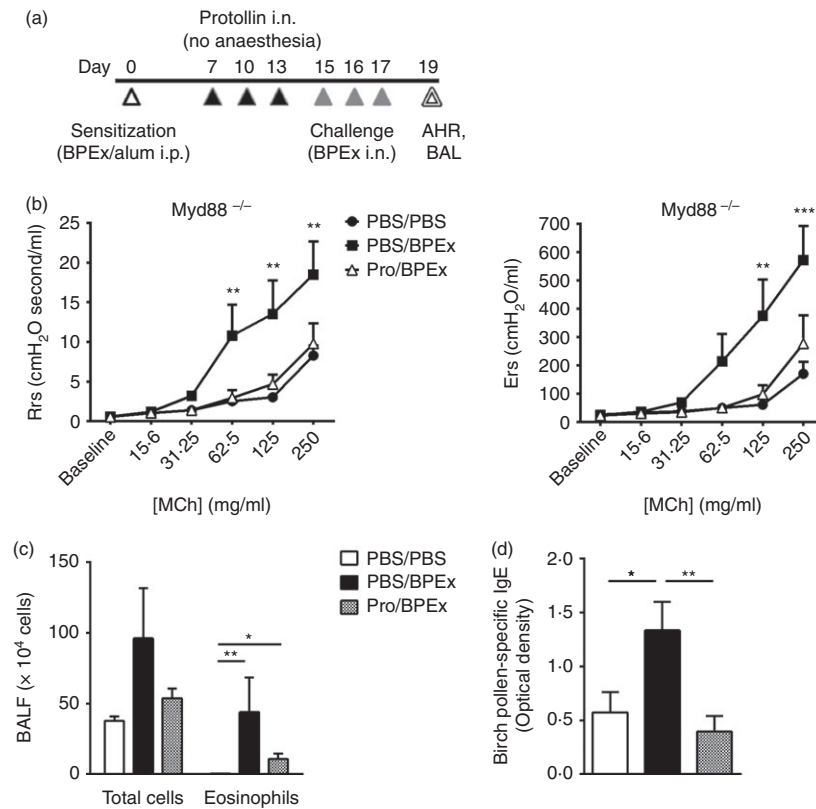 (a)
Protollin i.n.
(no anaesthesia)
Day 0 7 10 13 15 16 17 19
Sensitization
(BPEx/alum i.p.)
Challenge
(BPEx i.n.)
AHR,
BAL
(b)
Myd88 −/−
Rrs (cmH2O second/ml)
25
20
15
10
5
0
** ** **
Baseline 15·6 31·25 62·5 125 250
[MCh] (mg/ml)
PBS/PBS
PBS/BPEx
Pro/BPEx
Myd88 −/−
Ers (cmH2O/ml)
700
600
500
400
300
200
100
0
** ***
Baseline 15·6 31·25 62·5 125 250
[MCh] (mg/ml)
(c)
BALF (× 10⁴ cells)
150
100
50
0
*
**
Total cells Eosinophils
PBS/PBS
PBS/BPEx
Pro/BPEx
(d)
Birch pollen-specific IgE
(Optical density)
2·0
1·5
1·0
0·5
0·0
* **